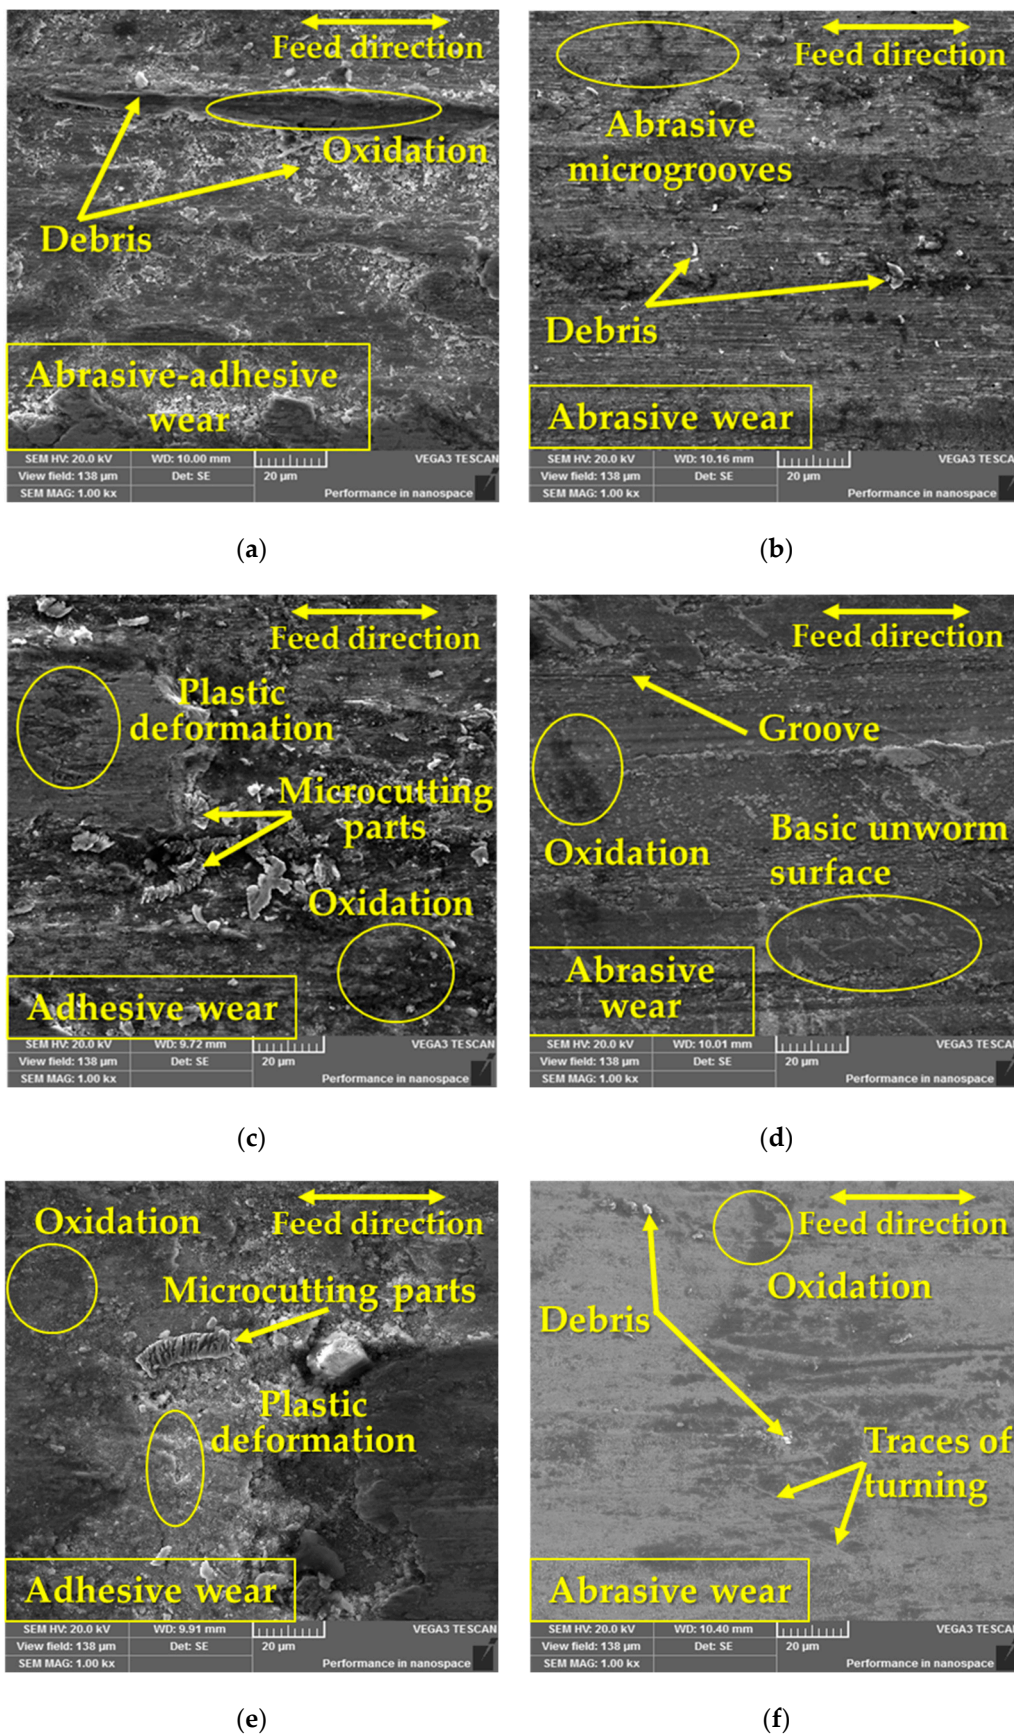 Feed direction
Oxidation
Debris
Abrasive-adhesive
wear
SEM HV: 20.0 kV WD: 10.00 mm VEGA3 TESCAN
View field: 138 µm Det: SE 20 µm
SEM MAG: 1.00 kx Performance in nanospace
(a)
Feed direction
Abrasive
microgrooves
Debris
Abrasive wear
SEM HV: 20.0 kV WD: 10.16 mm VEGA3 TESCAN
View field: 138 µm Det: SE 20 µm
SEM MAG: 1.00 kx Performance in nanospace
(b)
Feed direction
Plastic
deformation
Microcutting
parts
Oxidation
Adhesive wear
SEM HV: 20.0 kV WD: 9.72 mm VEGA3 TESCAN
View field: 138 µm Det: SE 20 µm
SEM MAG: 1.00 kx Performance in nanospace
(c)
Feed direction
Groove
Oxidation
Basic unworm
surface
Abrasive
wear
SEM HV: 20.0 kV WD: 10.01 mm VEGA3 TESCAN
View field: 138 µm Det: SE 20 µm
SEM MAG: 1.00 kx Performance in nanospace
(d)
Oxidation
Feed direction
Microcutting parts
Plastic
deformation
Adhesive wear
SEM HV: 20.0 kV WD: 9.91 mm VEGA3 TESCAN
View field: 138 µm Det: SE 20 µm
SEM MAG: 1.00 kx Performance in nanospace
(e)
Feed direction
Oxidation
Debris
Traces of
turning
Abrasive wear
SEM HV: 20.0 kV WD: 10.40 mm VEGA3 TESCAN
View field: 138 µm Det: SE 20 µm
SEM MAG: 1.00 kx Performance in nanospace
(f)